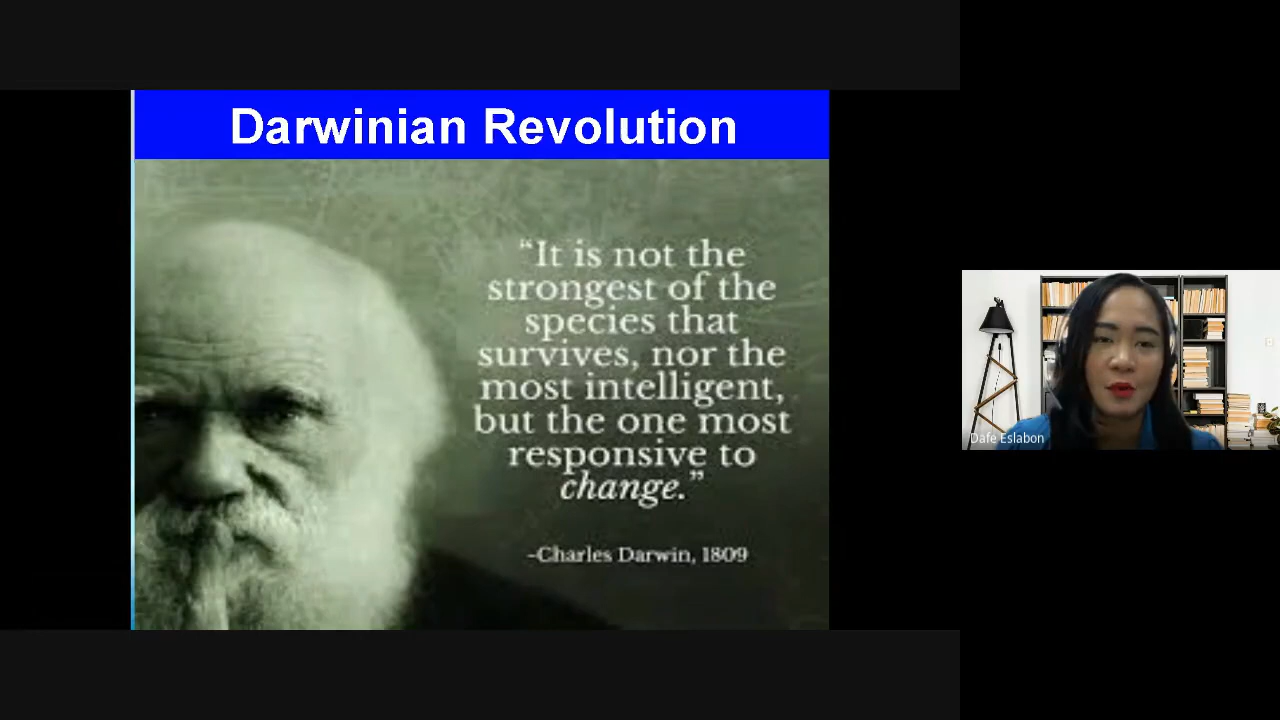 Darwinian Revolution
“It is not the
strongest of the
species that
survives, nor the
most intelligent,
but the one most
responsive to
change.”
–Charles Darwin, 1809
Dafe Eslabon